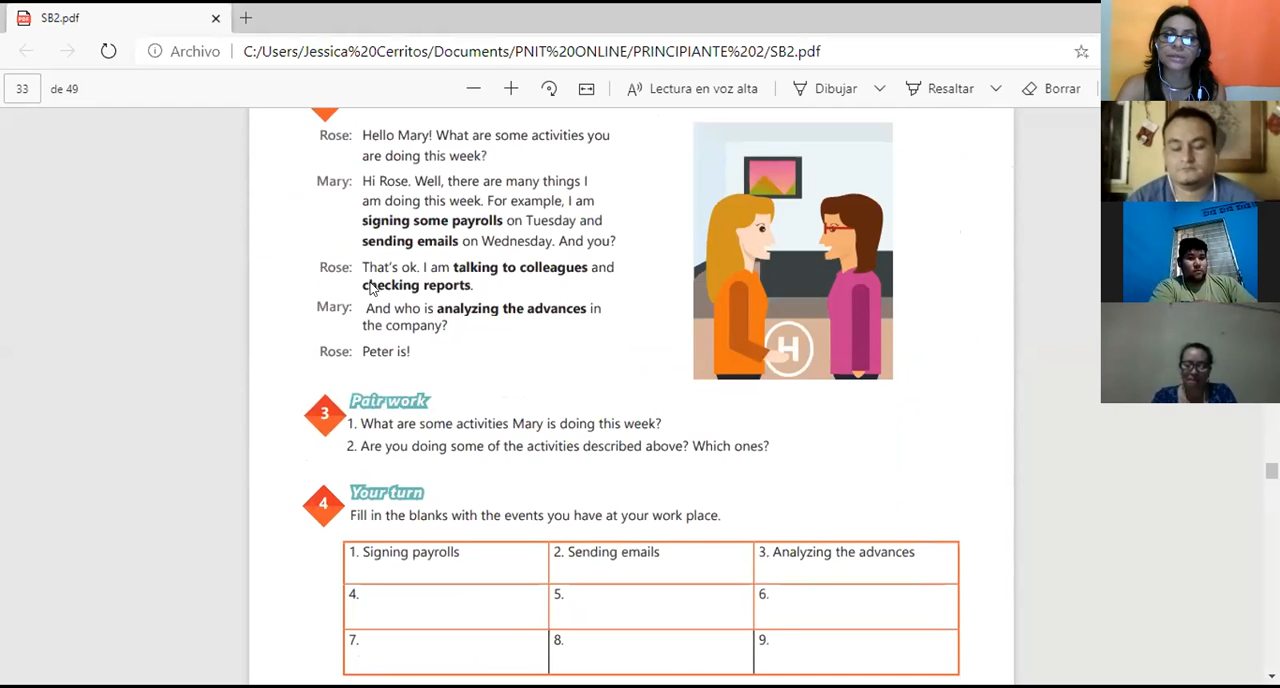 SB2.pdf
Archivo
C:/Users/Jessica%20Cerritos/Documents/PNIT%20ONLINE/PRINCIPIANTE%202/SB2.pdf
33 de 49
Lectura en voz alta
Dibujar
Resaltar
Borrar
Rose: Hello Mary! What are some activities you
are doing this week?
Mary: Hi Rose. Well, there are many things I
am doing this week. For example, I am
signing some payrolls on Tuesday and
sending emails on Wednesday. And you?
Rose: That's ok. I am talking to colleagues and
checking reports.
Mary: And who is analyzing the advances in
the company?
Rose: Peter is!
H
3 Pair work
1. What are some activities Mary is doing this week?
2. Are you doing some of the activities described above? Which ones?
4 Your turn
Fill in the blanks with the events you have at your work place.
1. Signing payrolls 2. Sending emails 3. Analyzing the advances
4. 5. 6.
7. 8. 9.